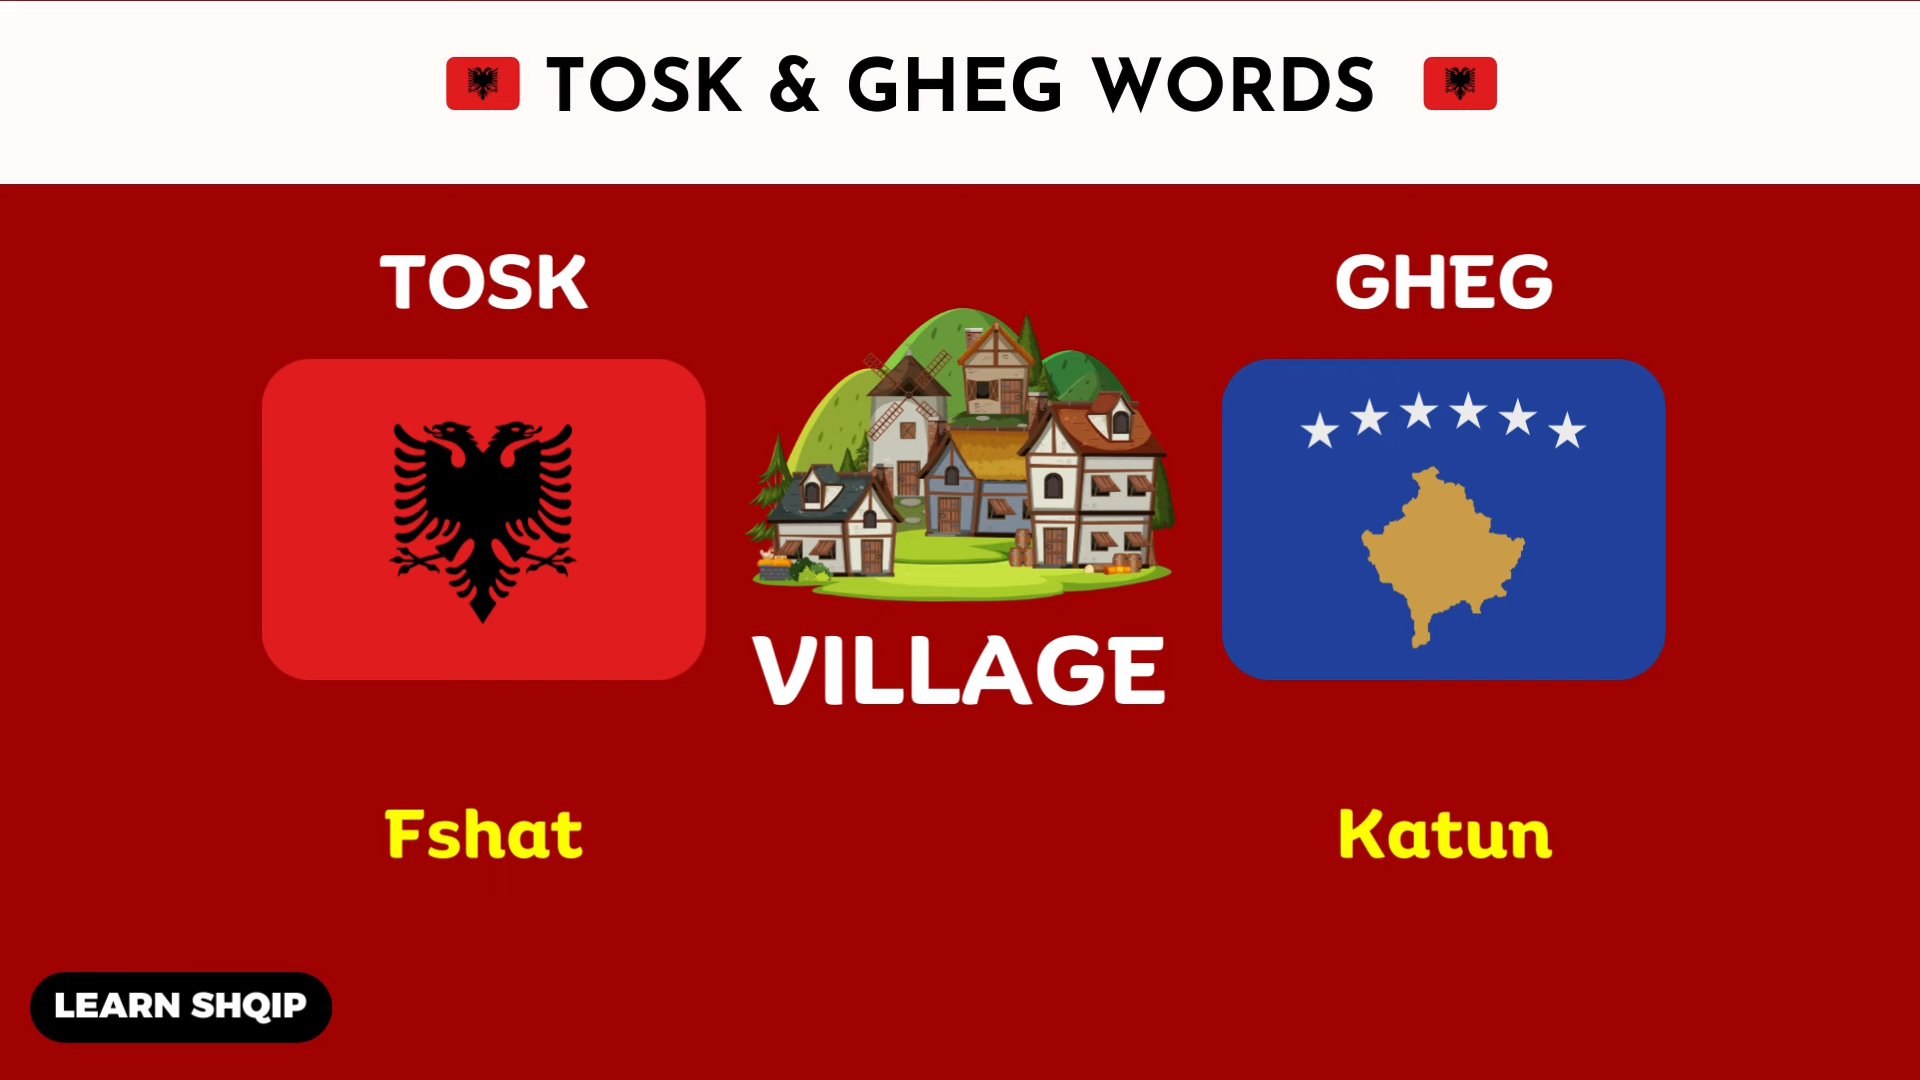 TOSK & GHEG WORDS
TOSK
GHEG
VILLAGE
Fshat
Katun
LEARN SHQIP